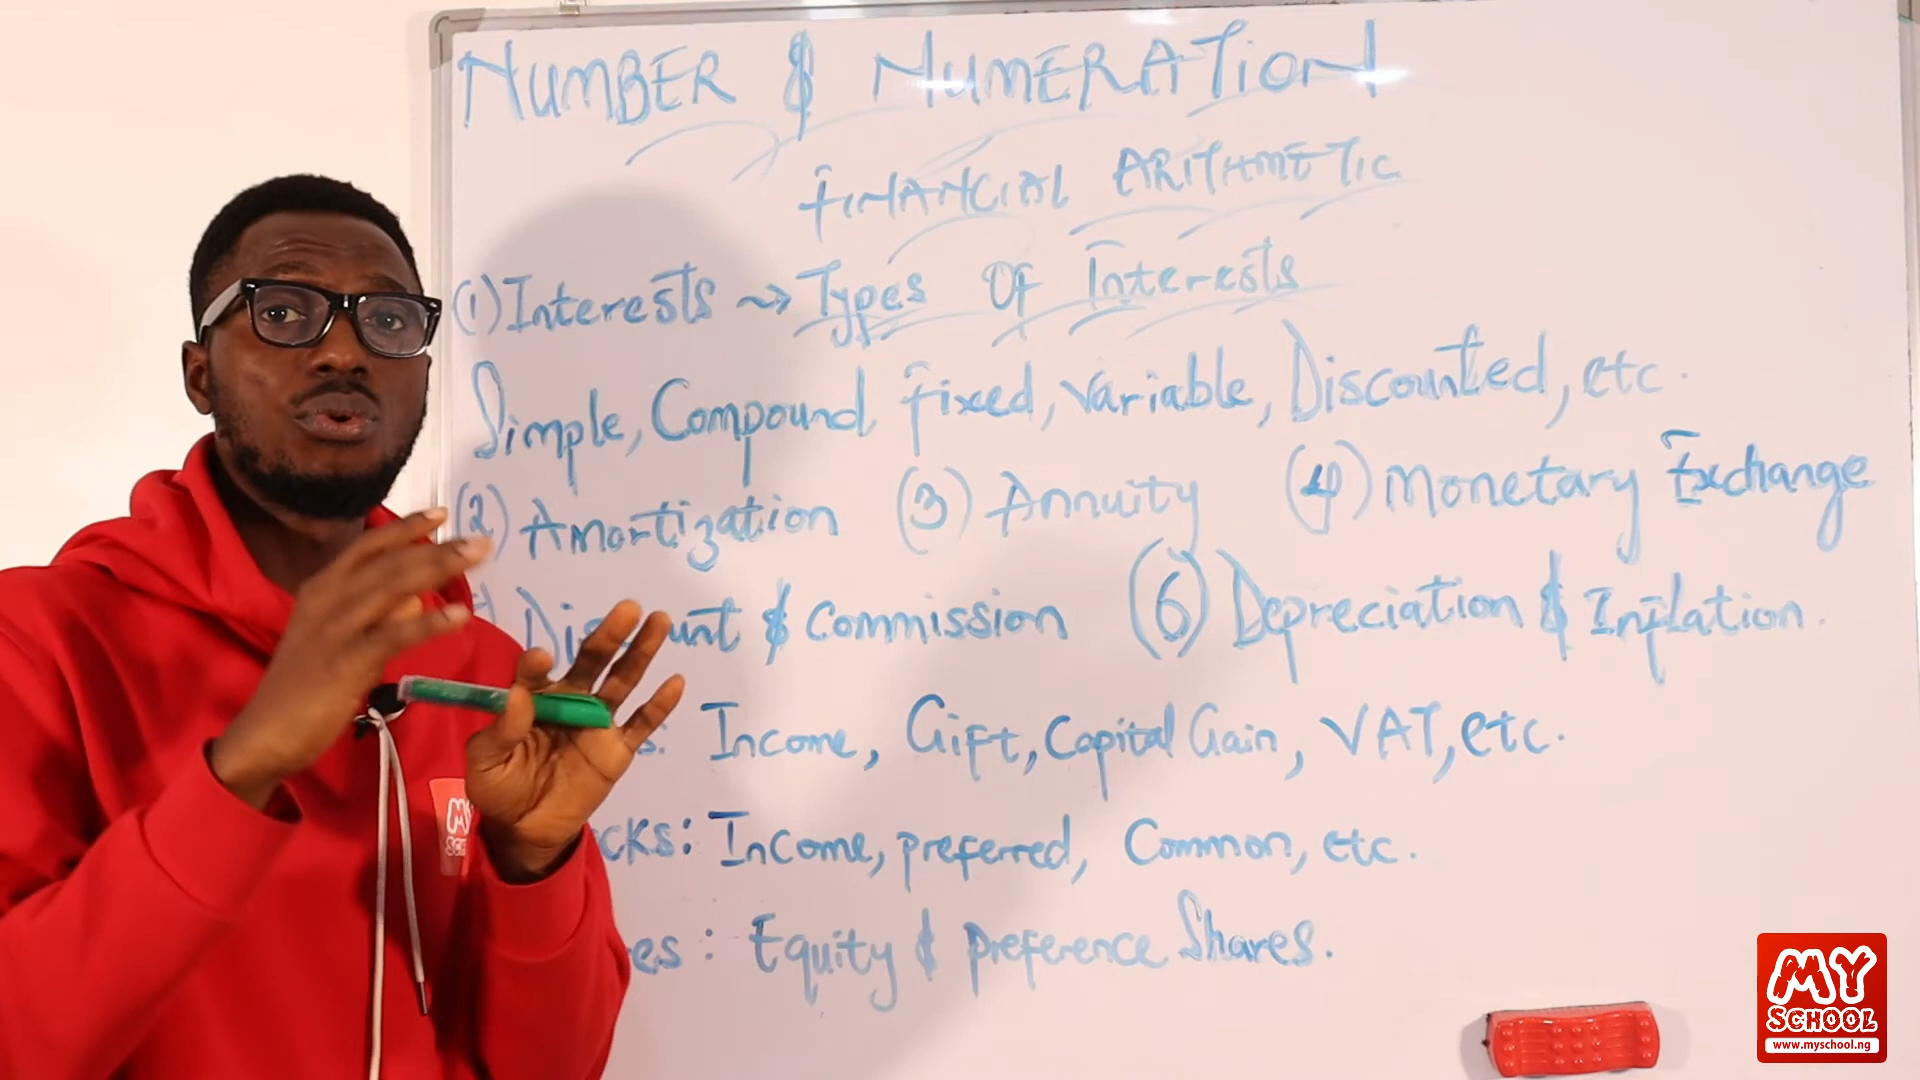 NUMBER & NUMERATION
FINANCIAL ARITHMETIC
(1) Interests → Types Of Interests
Simple, Compound, Fixed, Variable, Discounted, etc.
(2) Amortization (3) Annuity (4) Monetary Exchange
& Commission (6) Depreciation & Inflation.
Income, Gift, Capital Gain, VAT, etc.
cks: Income, preferred, Common, etc.
es: Equity & preference Shares.
MY
SCHOOL
www.myschool.ng